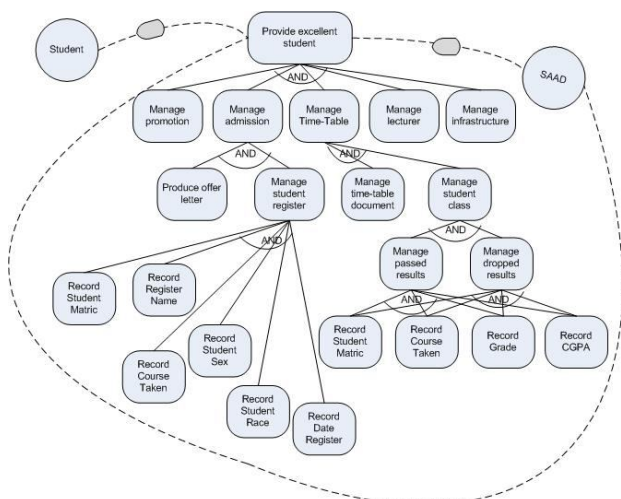 Student
Provide excellent
student
SAAD
AND
Manage
promotion
Manage
admission
Manage
Time-Table
Manage
lecturer
Manage
infrastructure
AND
AND
Produce offer
letter
Manage
student
register
Manage
time-table
document
Manage
student
class
AND
AND
Manage
passed
results
Manage
dropped
results
AND
AND
Record
Student
Matric
Record
Register
Name
Record
Course
Taken
Record
Student
Sex
Record
Student
Race
Record
Date
Register
Record
Student
Matric
Record
Course
Taken
Record
Grade
Record
CGPA